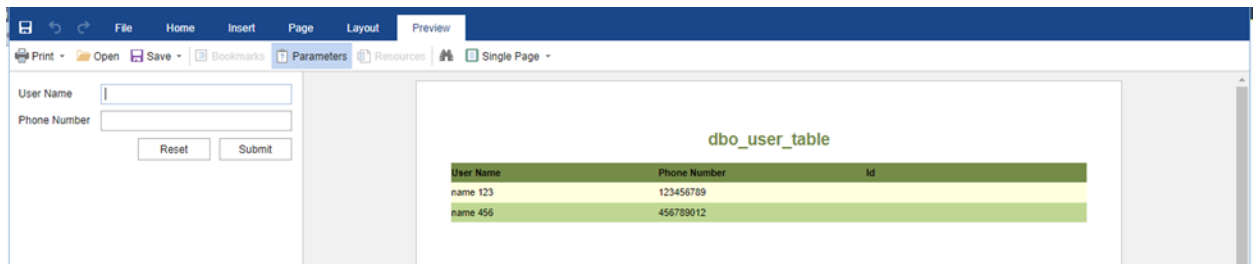 File Home Insert Page Layout Preview
Print Open Save Bookmarks Parameters Resources Single Page
User Name
Phone Number
Reset Submit
dbo_user_table
User Name Phone Number Id
name 123 123456789
name 456 456789012